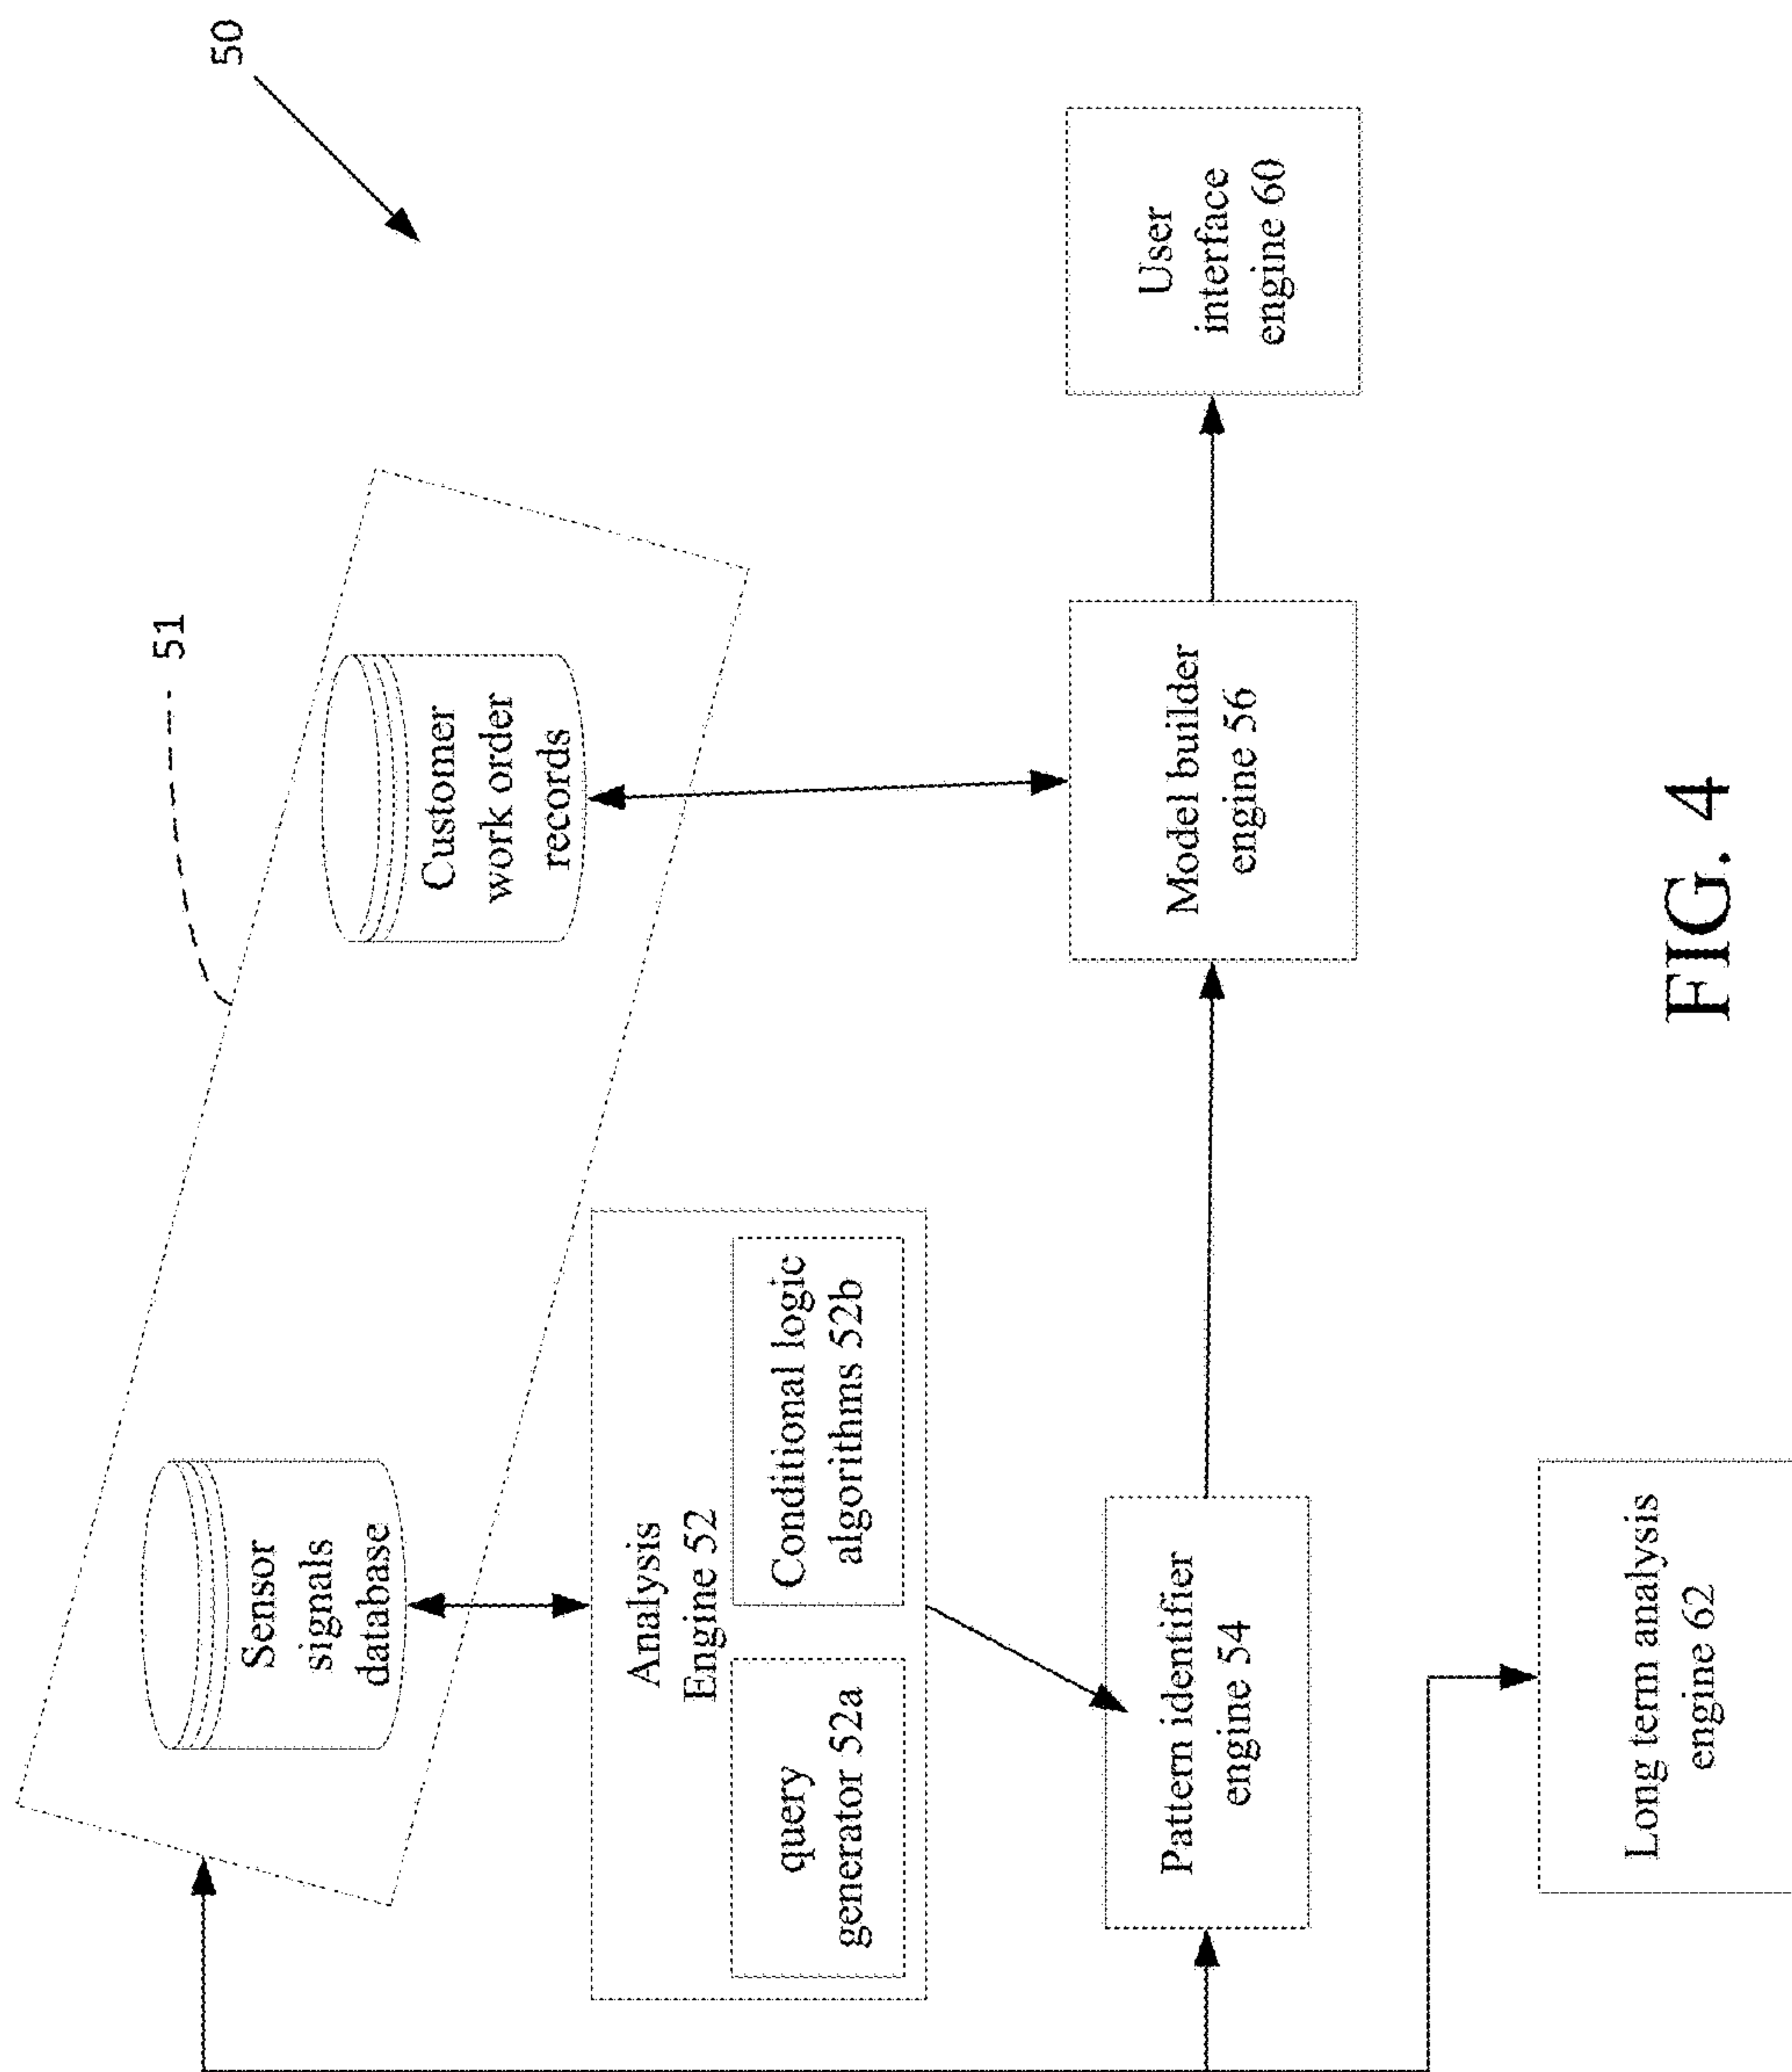 50
51
Sensor
signals
database
Customer
work order
records
Analysis
Engine 52
query
generator 52a
Conditional logic
algorithms 52b
Pattern identifier
engine 54
Model builder
engine 56
User
interface
engine 60
Long term analysis
engine 62
FIG. 4